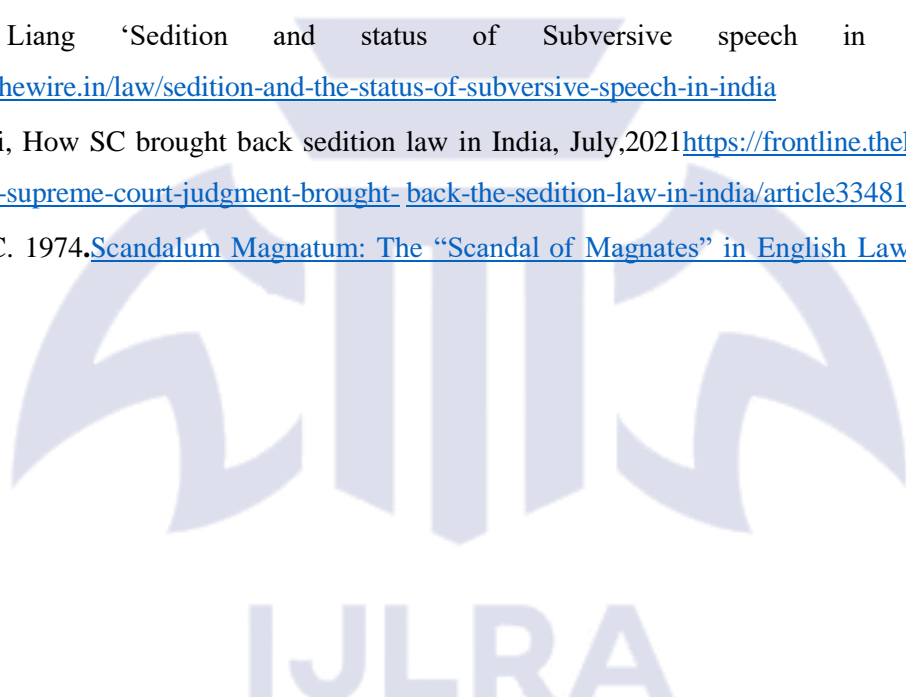 Liang ‘Sedition and status of Subversive speech in
hewire.in/law/sedition-and-the-status-of-subversive-speech-in-india
i, How SC brought back sedition law in India, July,2021https://frontline.thel
-supreme-court-judgment-brought- back-the-sedition-law-in-india/article33481
C. 1974.Scandalum Magnatum: The “Scandal of Magnates” in English Law
IJLRA